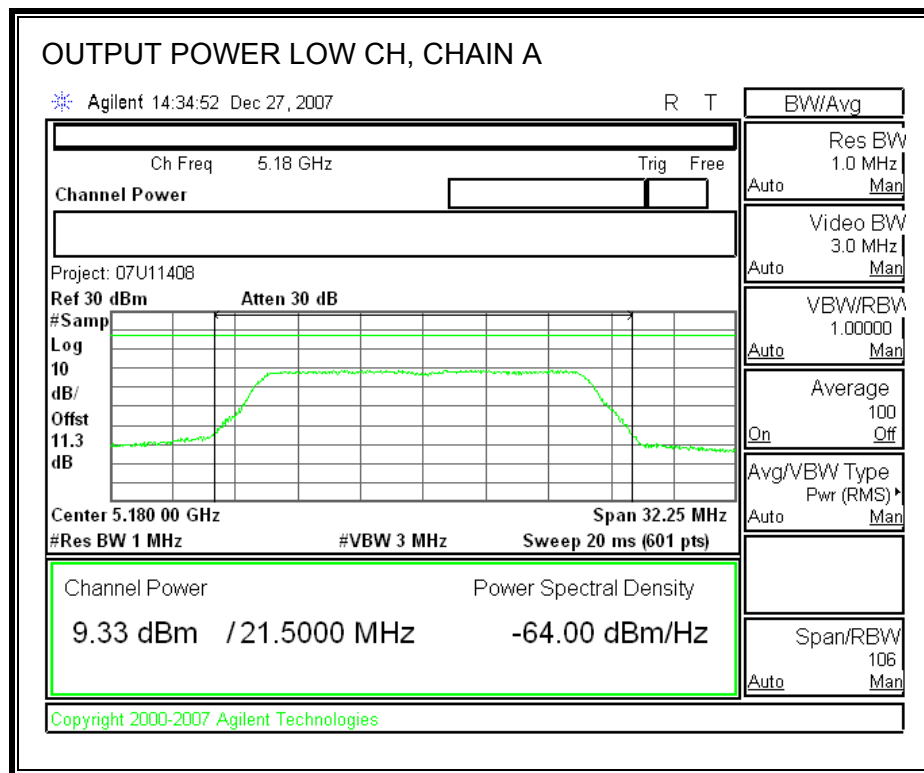 OUTPUT POWER LOW CH, CHAIN A
Agilent 14:34:52 Dec 27, 2007 R T
BW/Avg
Ch Freq 5.18 GHz Trig Free
Channel Power
Project: 07U11408
Ref 30 dBm Atten 30 dB
#Samp
Log
10
dB/
Offst
11.3
dB
Center 5.180 00 GHz Span 32.25 MHz
#Res BW 1 MHz #VBW 3 MHz Sweep 20 ms (601 pts)
Channel Power Power Spectral Density
9.33 dBm / 21.5000 MHz -64.00 dBm/Hz
Res BW
1.0 MHz
Auto Man
Video BW
3.0 MHz
Auto Man
VBW/RBW
1.00000
Auto Man
Average
100
On Off
Avg/VBW Type
Pwr (RMS)
Auto Man
Span/RBW
106
Auto Man
Copyright 2000-2007 Agilent Technologies